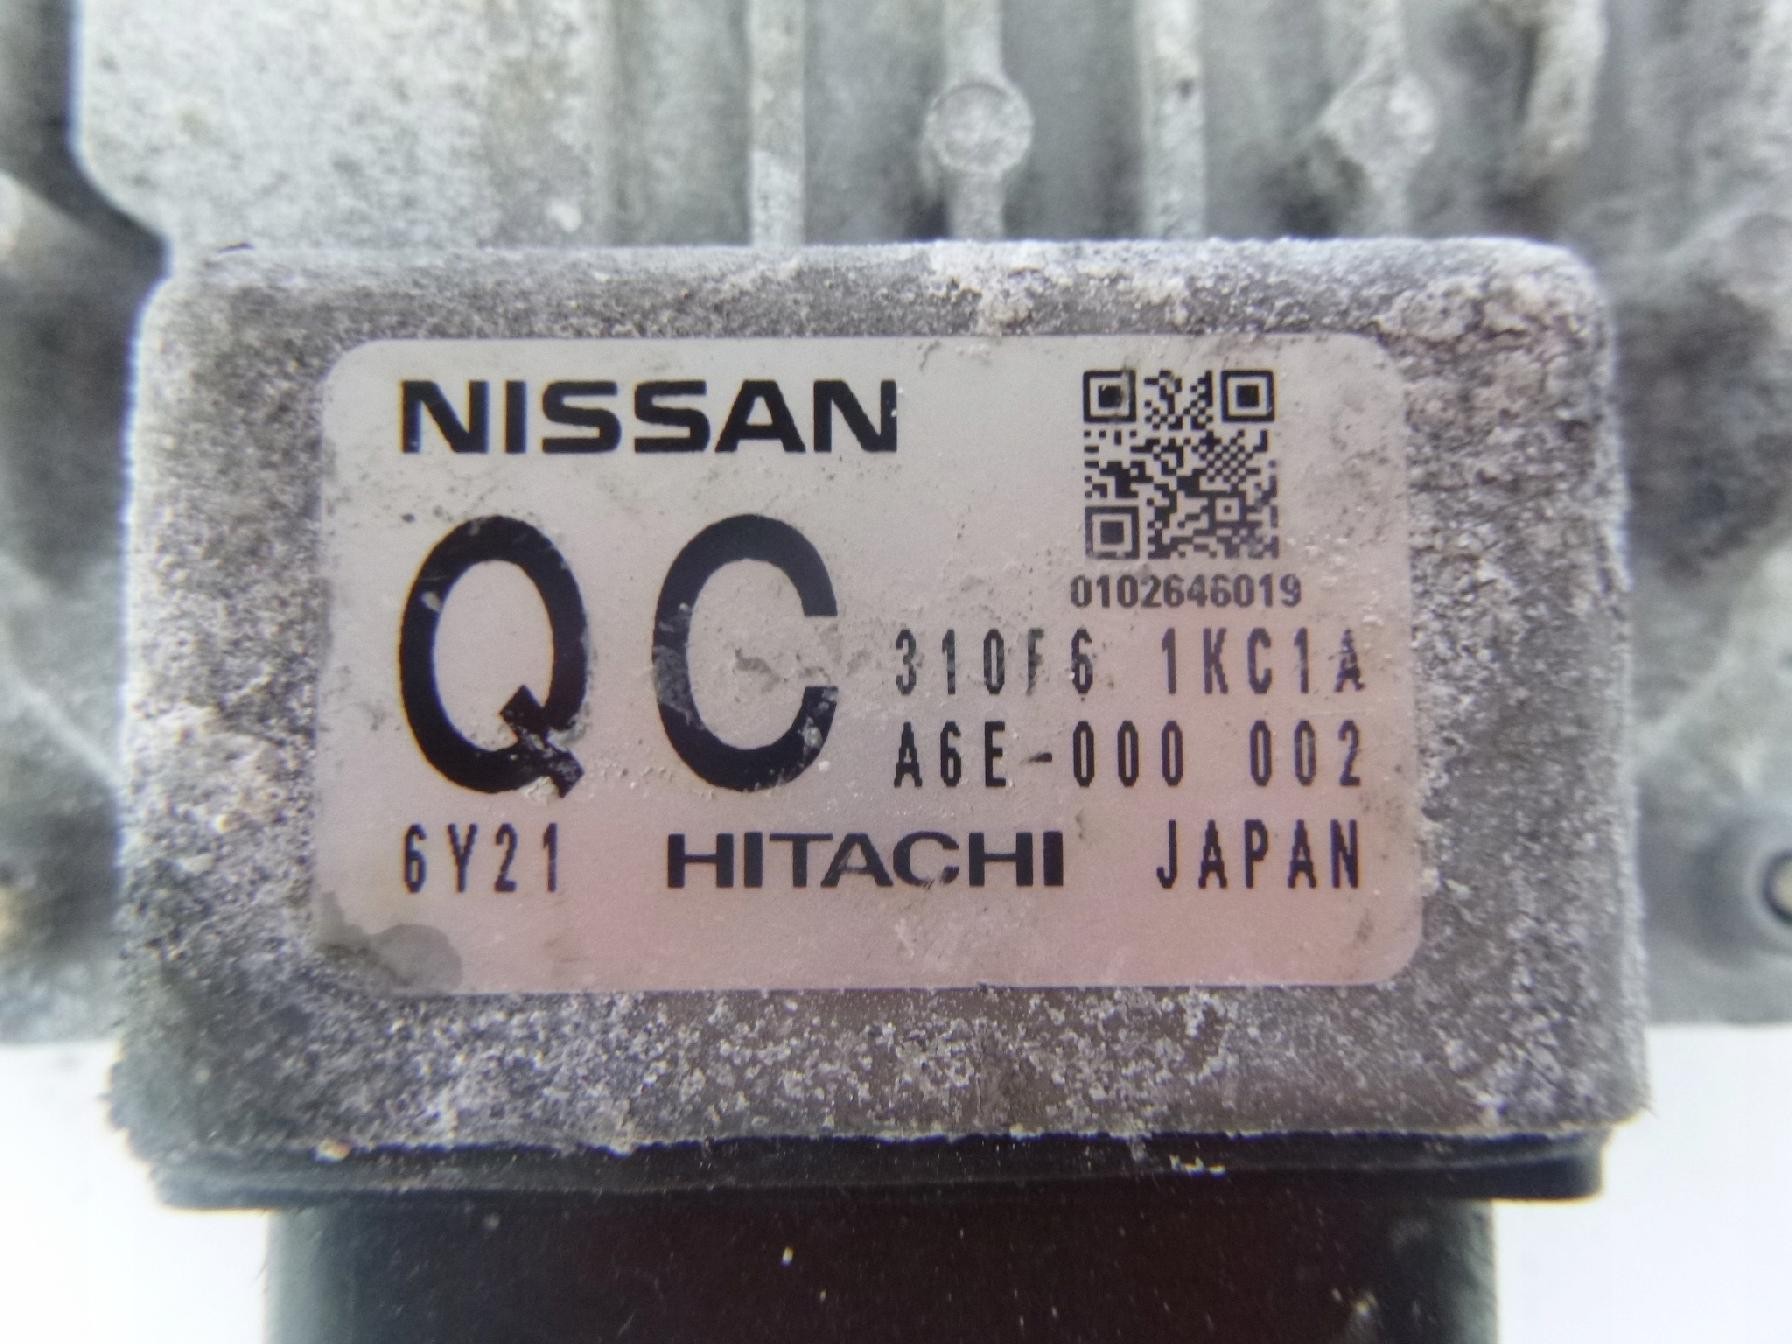 NISSAN
QC
0102646019
310F6 1KC1A
A6E-000 002
6Y21 HITACHI JAPAN